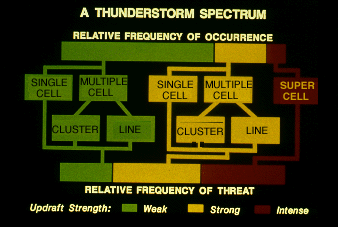 A THUNDERSTORM SPECTRUM
RELATIVE FREQUENCY OF OCCURRENCE
SINGLE CELL
MULTIPLE CELL
CLUSTER
LINE
SINGLE CELL
MULTIPLE CELL
CLUSTER
LINE
SUPER CELL
RELATIVE FREQUENCY OF THREAT
Updraft Strength: Weak Strong Intense